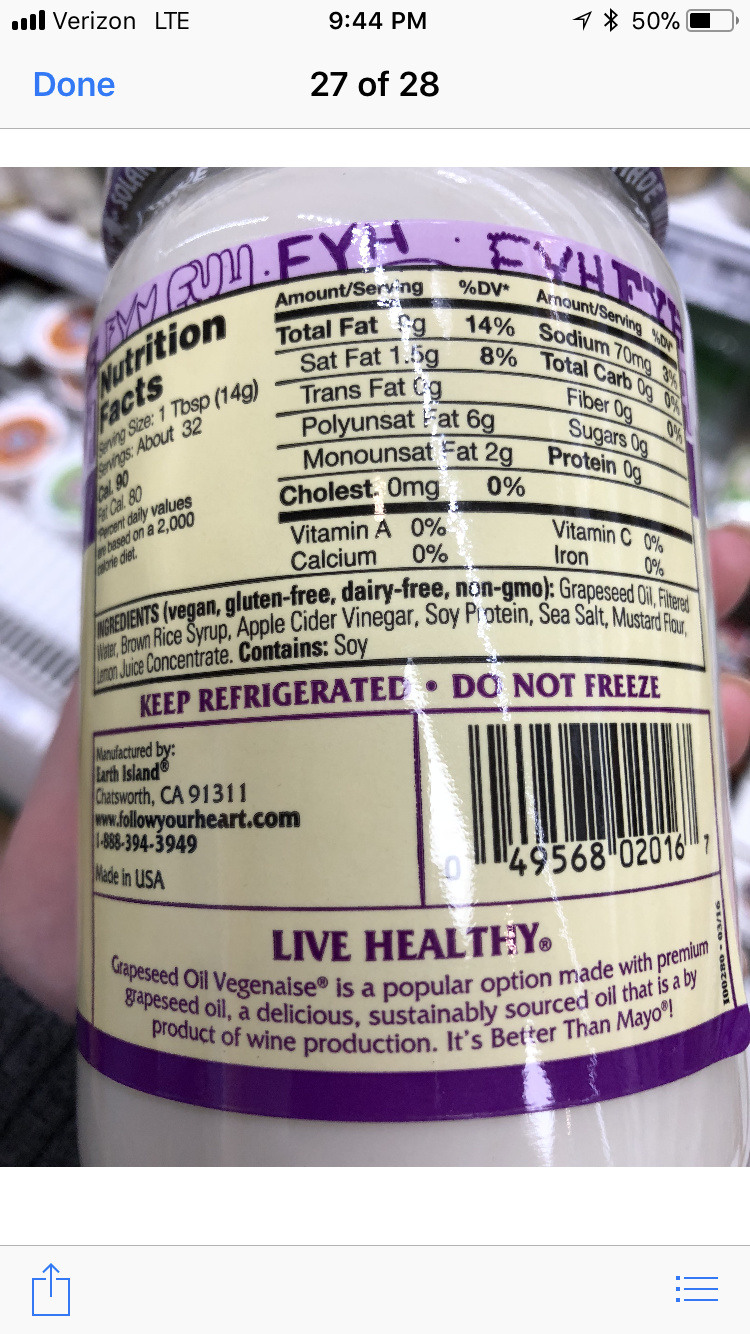 Verizon LTE 9:44 PM 50%
Done 27 of 28
FYH · FYH FYH
Nutrition
Facts
Serving Size: 1 Tbsp (14g)
Servings: About 32
Cal. 90
Fat Cal. 80
*Percent daily values
are based on a 2,000
calorie diet.
Amount/Serving %DV*
Total Fat 9g 14%
Sat Fat 1.5g 8%
Trans Fat 0g
Polyunsat Fat 6g
Monounsat Fat 2g
Cholest. 0mg 0%
Amount/Serving %DV*
Sodium 70mg 3%
Total Carb 0g 0%
Fiber 0g 0%
Sugars 0g
Protein 0g
Vitamin A 0% Vitamin C 0%
Calcium 0% Iron 0%
INGREDIENTS (vegan, gluten-free, dairy-free, non-gmo): Grapeseed Oil, Filtered
Water, Brown Rice Syrup, Apple Cider Vinegar, Soy Protein, Sea Salt, Mustard Flour,
Lemon Juice Concentrate. Contains: Soy
KEEP REFRIGERATED • DO NOT FREEZE
Manufactured by:
Earth Island®
Chatsworth, CA 91311
www.followyourheart.com
1-888-394-3949
Made in USA
0 49568 02016 7
LIVE HEALTHY®
Grapeseed Oil Vegenaise® is a popular option made with premium
grapeseed oil, a delicious, sustainably sourced oil that is a by
product of wine production. It's Better Than Mayo®!
100280 - 03/16